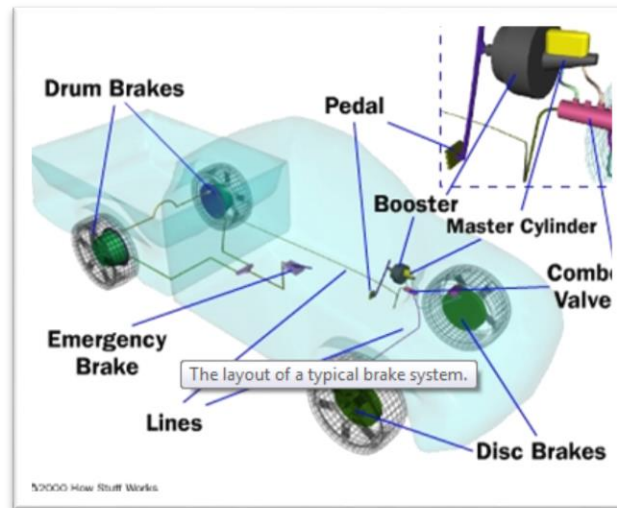 Drum Brakes
Pedal
Booster
Master Cylinder
Valve
Emergency
Brake
The layout of a typical brake system.
Lines
Disc Brakes
2000 How Stuff Works